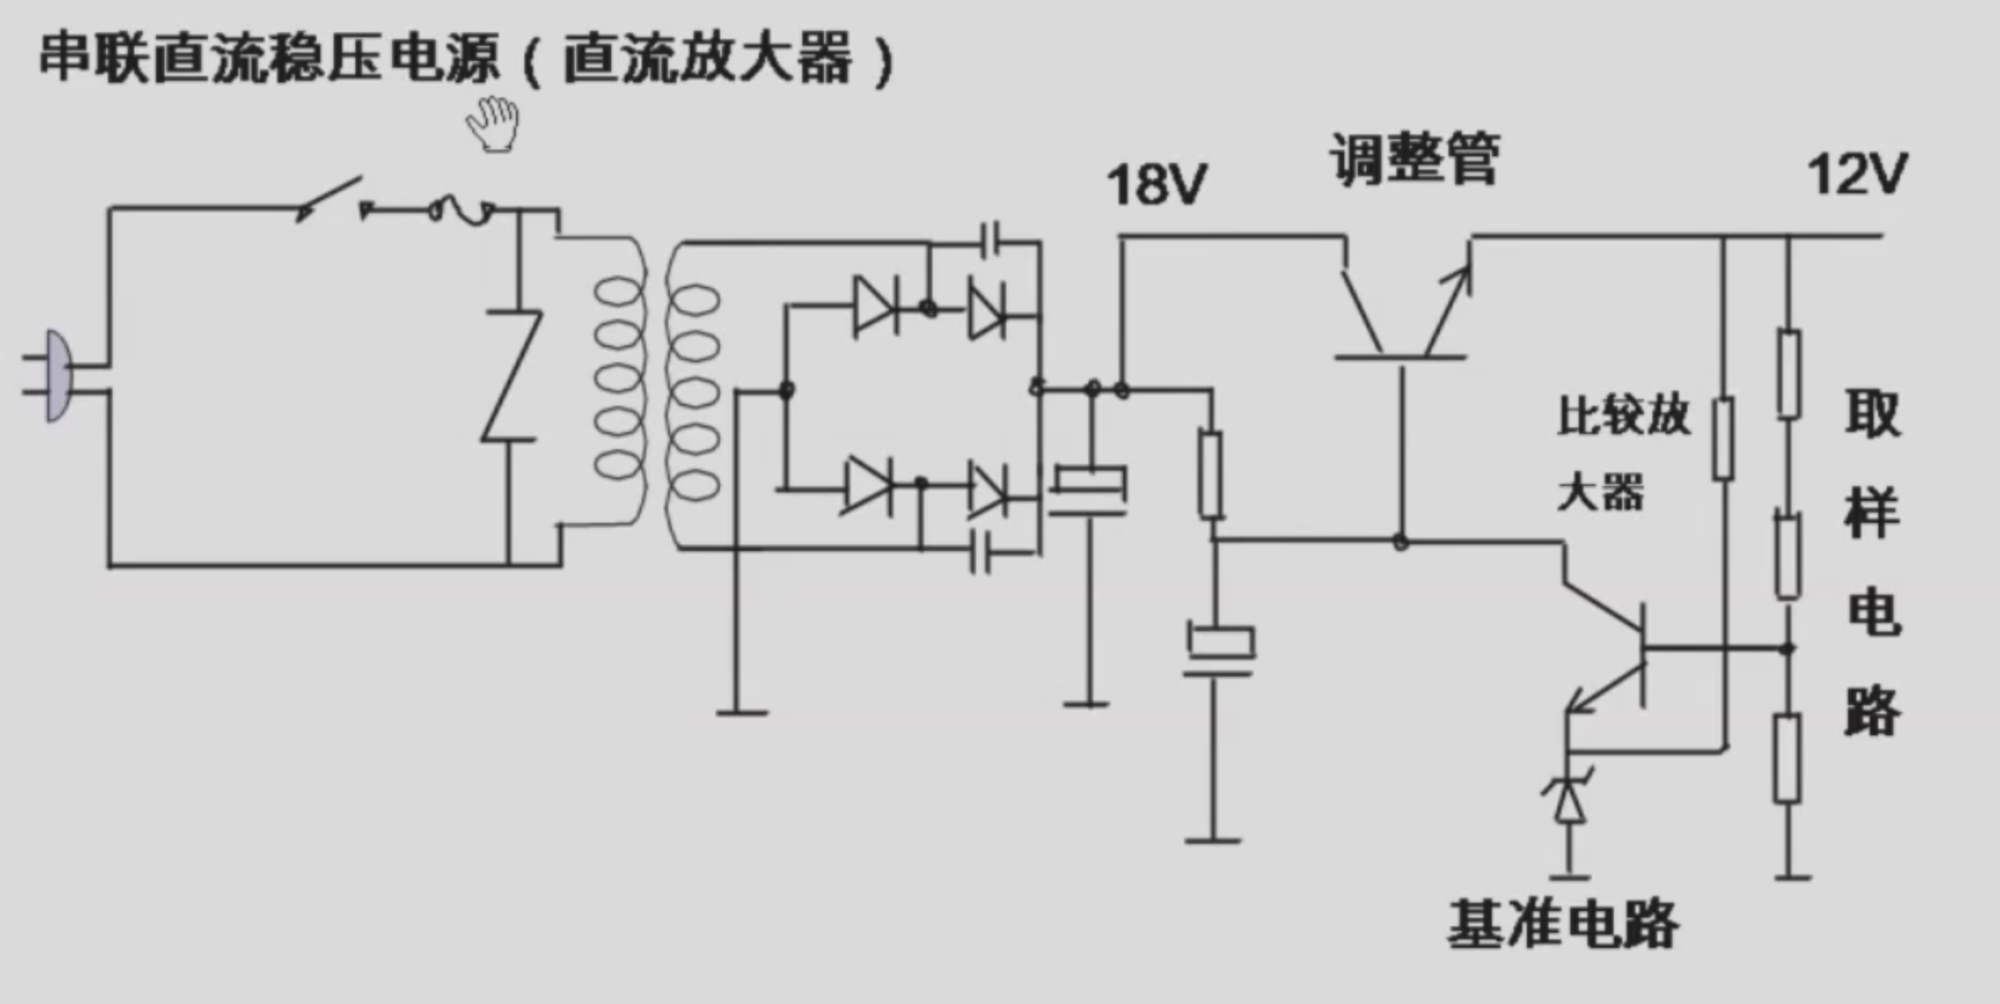 串联直流稳压电源（直流放大器）
18V
调整管
12V
比较放
大器
取
样
电
路
基准电路